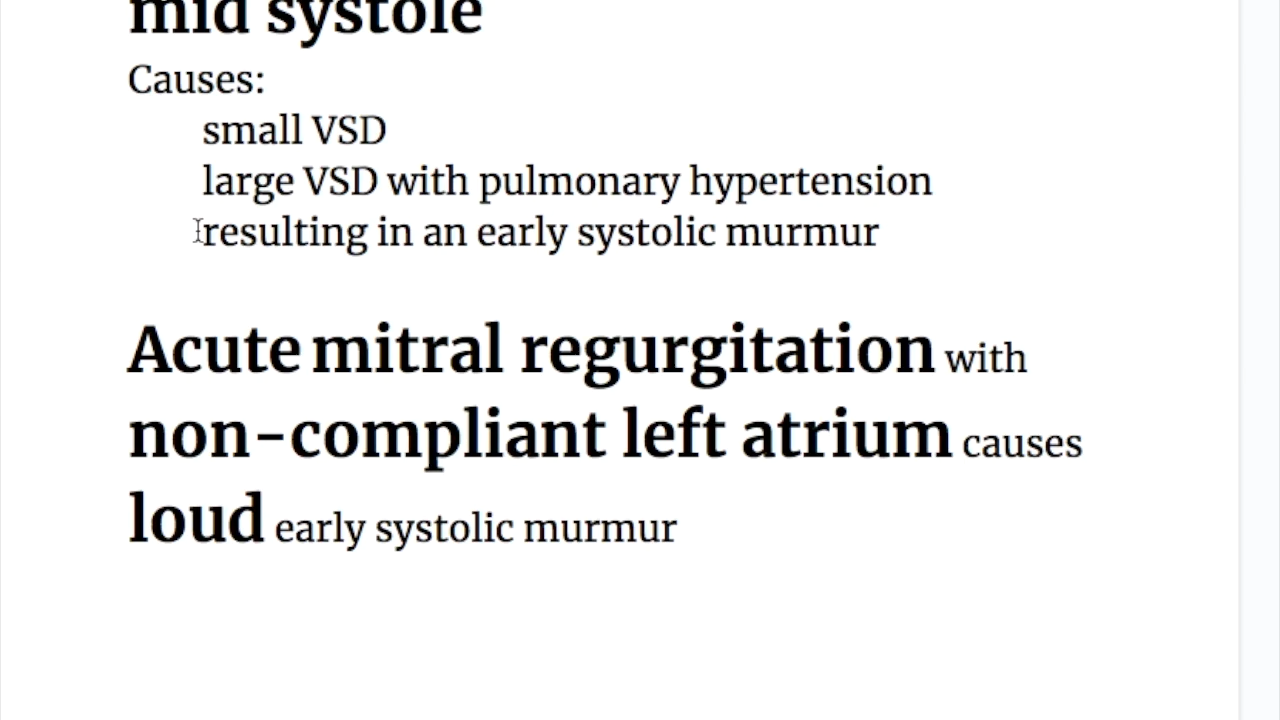 mid systole
Causes:
small VSD
large VSD with pulmonary hypertension
resulting in an early systolic murmur
Acute mitral regurgitation with
non-compliant left atrium causes
loud early systolic murmur